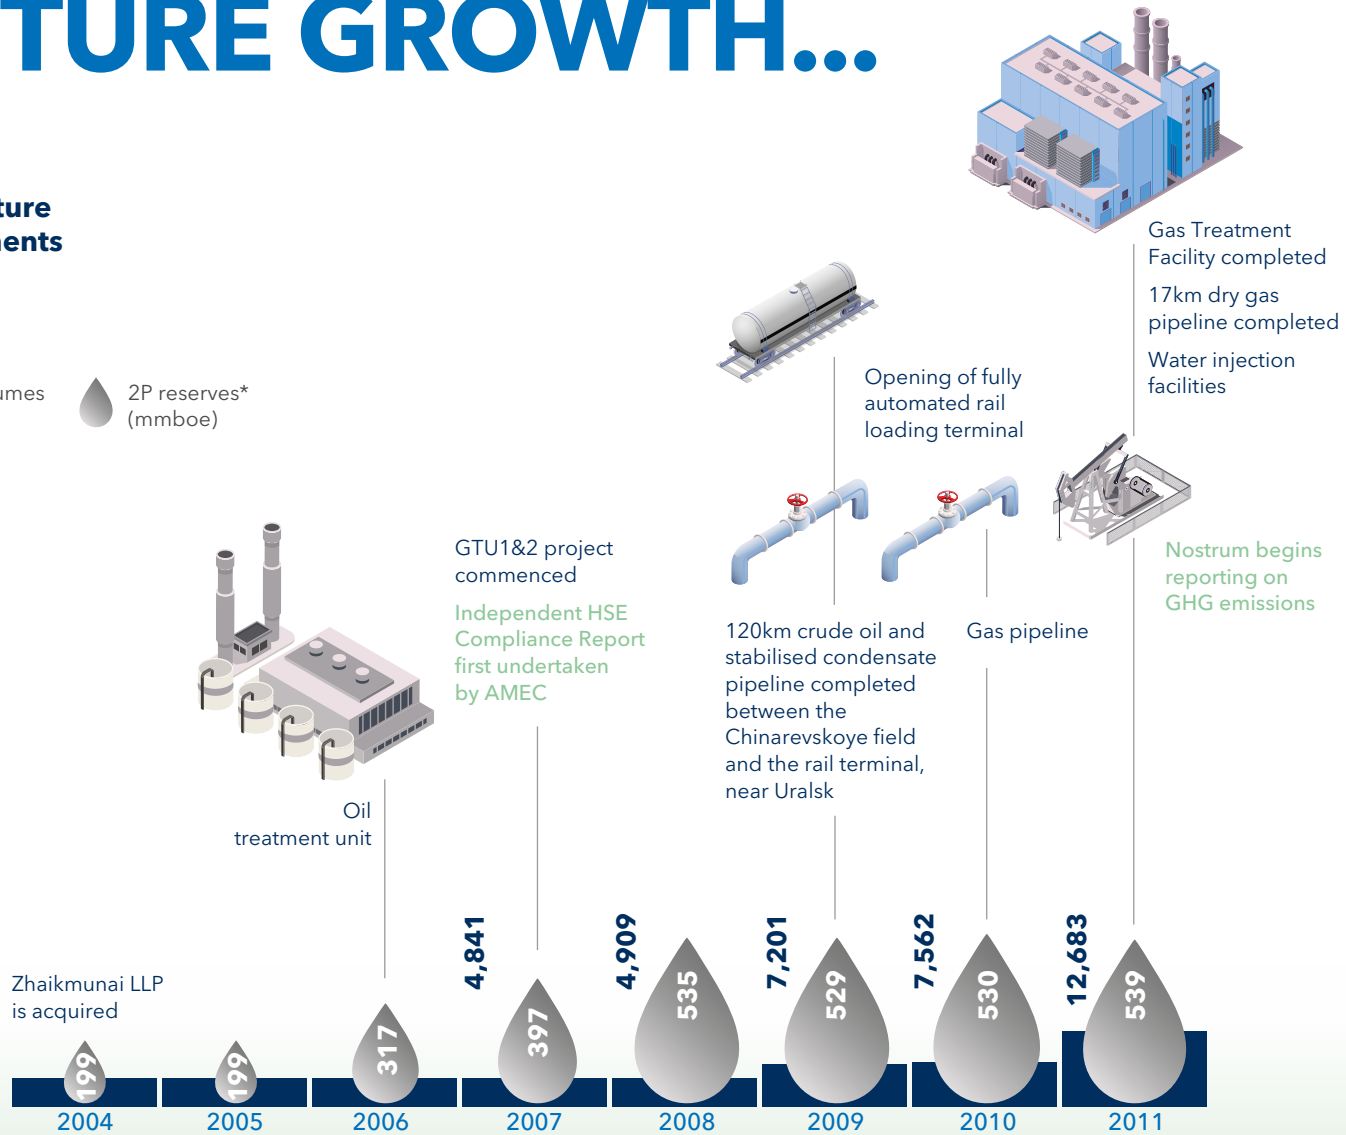 TURE GROWTH...
ture
ents
umes
2P reserves*
(mmboe)
Gas Treatment
Facility completed
17km dry gas
pipeline completed
Water injection
facilities
Opening of fully
automated rail
loading terminal
Nostrum begins
reporting on
GHG emissions
GTU1&2 project
commenced
Independent HSE
Compliance Report
first undertaken
by AMEC
120km crude oil and
stabilised condensate
pipeline completed
between the
Chinarevskoye field
and the rail terminal,
near Uralsk
Gas pipeline
Oil
treatment unit
Zhaikmunai LLP
is acquired
4,841
4,909
7,201
7,562
12,683
199
199
317
397
535
529
530
539
2004
2005
2006
2007
2008
2009
2010
2011